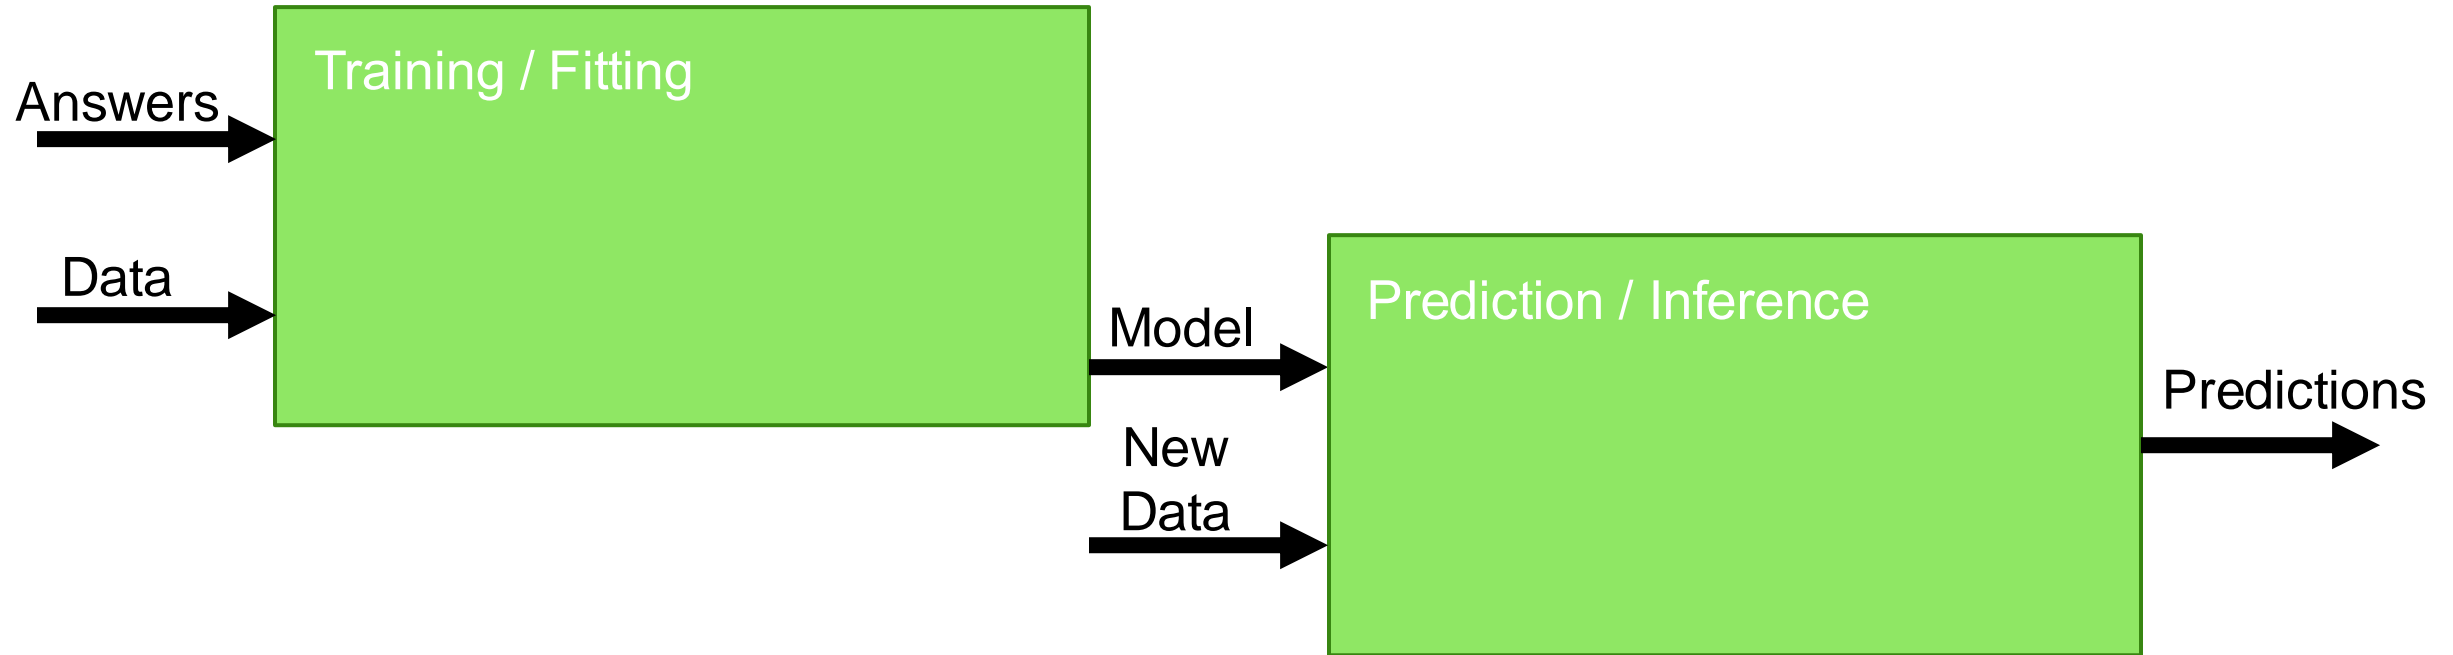 Training / Fitting
Answers
Data
Prediction / Inference
Model
Predictions
New
Data